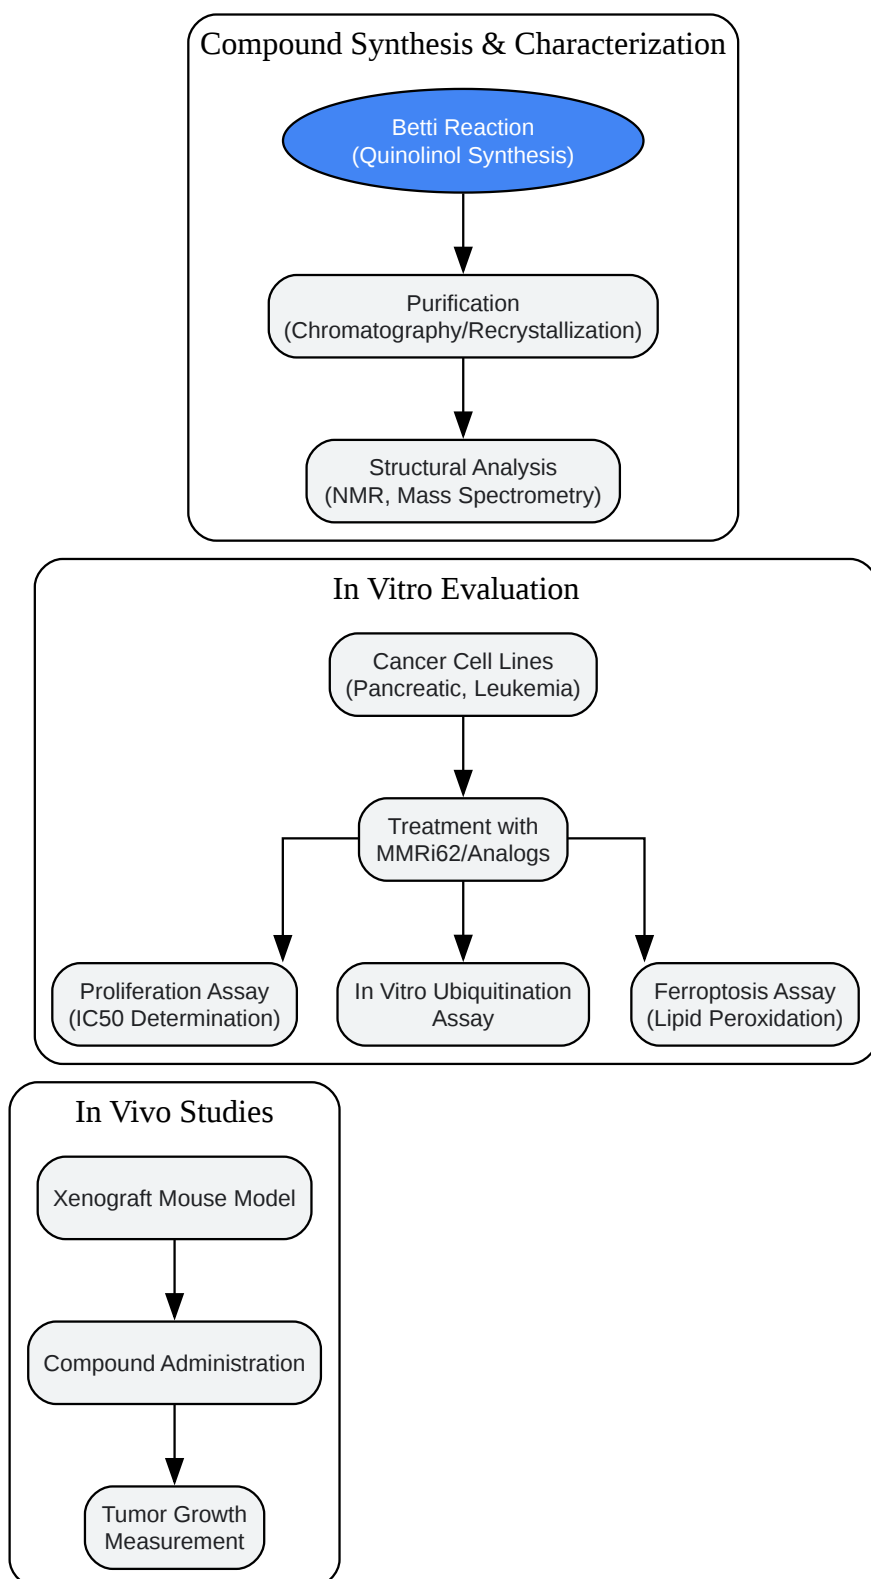 Compound Synthesis & Characterization
Betti Reaction
(Quinolinol Synthesis)
Purification
(Chromatography/Recrystallization)
Structural Analysis
(NMR, Mass Spectrometry)
In Vitro Evaluation
Cancer Cell Lines
(Pancreatic, Leukemia)
Treatment with
MMRi62/Analogs
Proliferation Assay
(IC50 Determination)
In Vitro Ubiquitination
Assay
Ferroptosis Assay
(Lipid Peroxidation)
In Vivo Studies
Xenograft Mouse Model
Compound Administration
Tumor Growth
Measurement